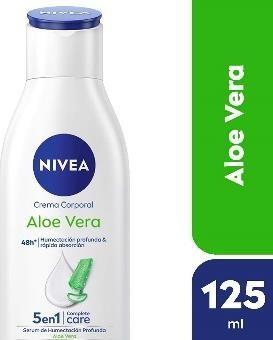 NIVEA
Crema Corporal
Aloe Vera
48h* Humectación profunda &
rápida absorción
5en1 Complete
care
Serum de Humectación Profunda
Aloe Vera
Aloe Vera
125
ml